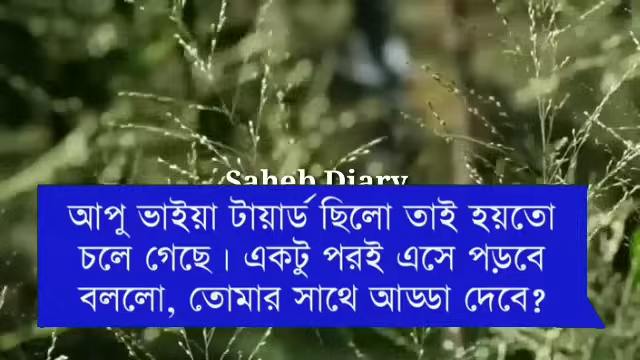 Saheb Diary
আপু ভাইয়া টায়ার্ড ছিলো তাই হয়তো
চলে গেছে। একটু পরই এসে পড়বে
বললো, তোমার সাথে আড্ডা দেবে?